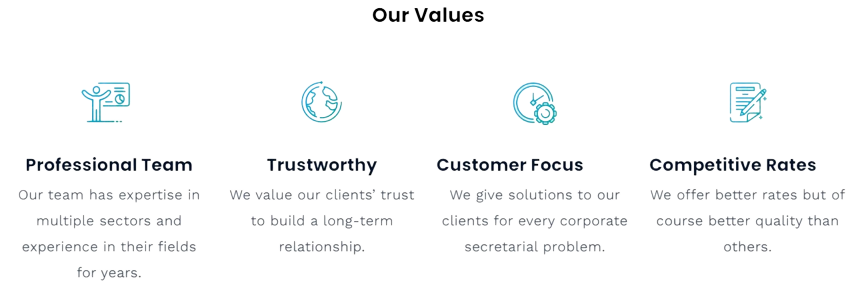 Our Values
Professional Team
Our team has expertise in
multiple sectors and
experience in their fields
for years.
Trustworthy
We value our clients’ trust
to build a long-term
relationship.
Customer Focus
We give solutions to our
clients for every corporate
secretarial problem.
Competitive Rates
We offer better rates but of
course better quality than
others.